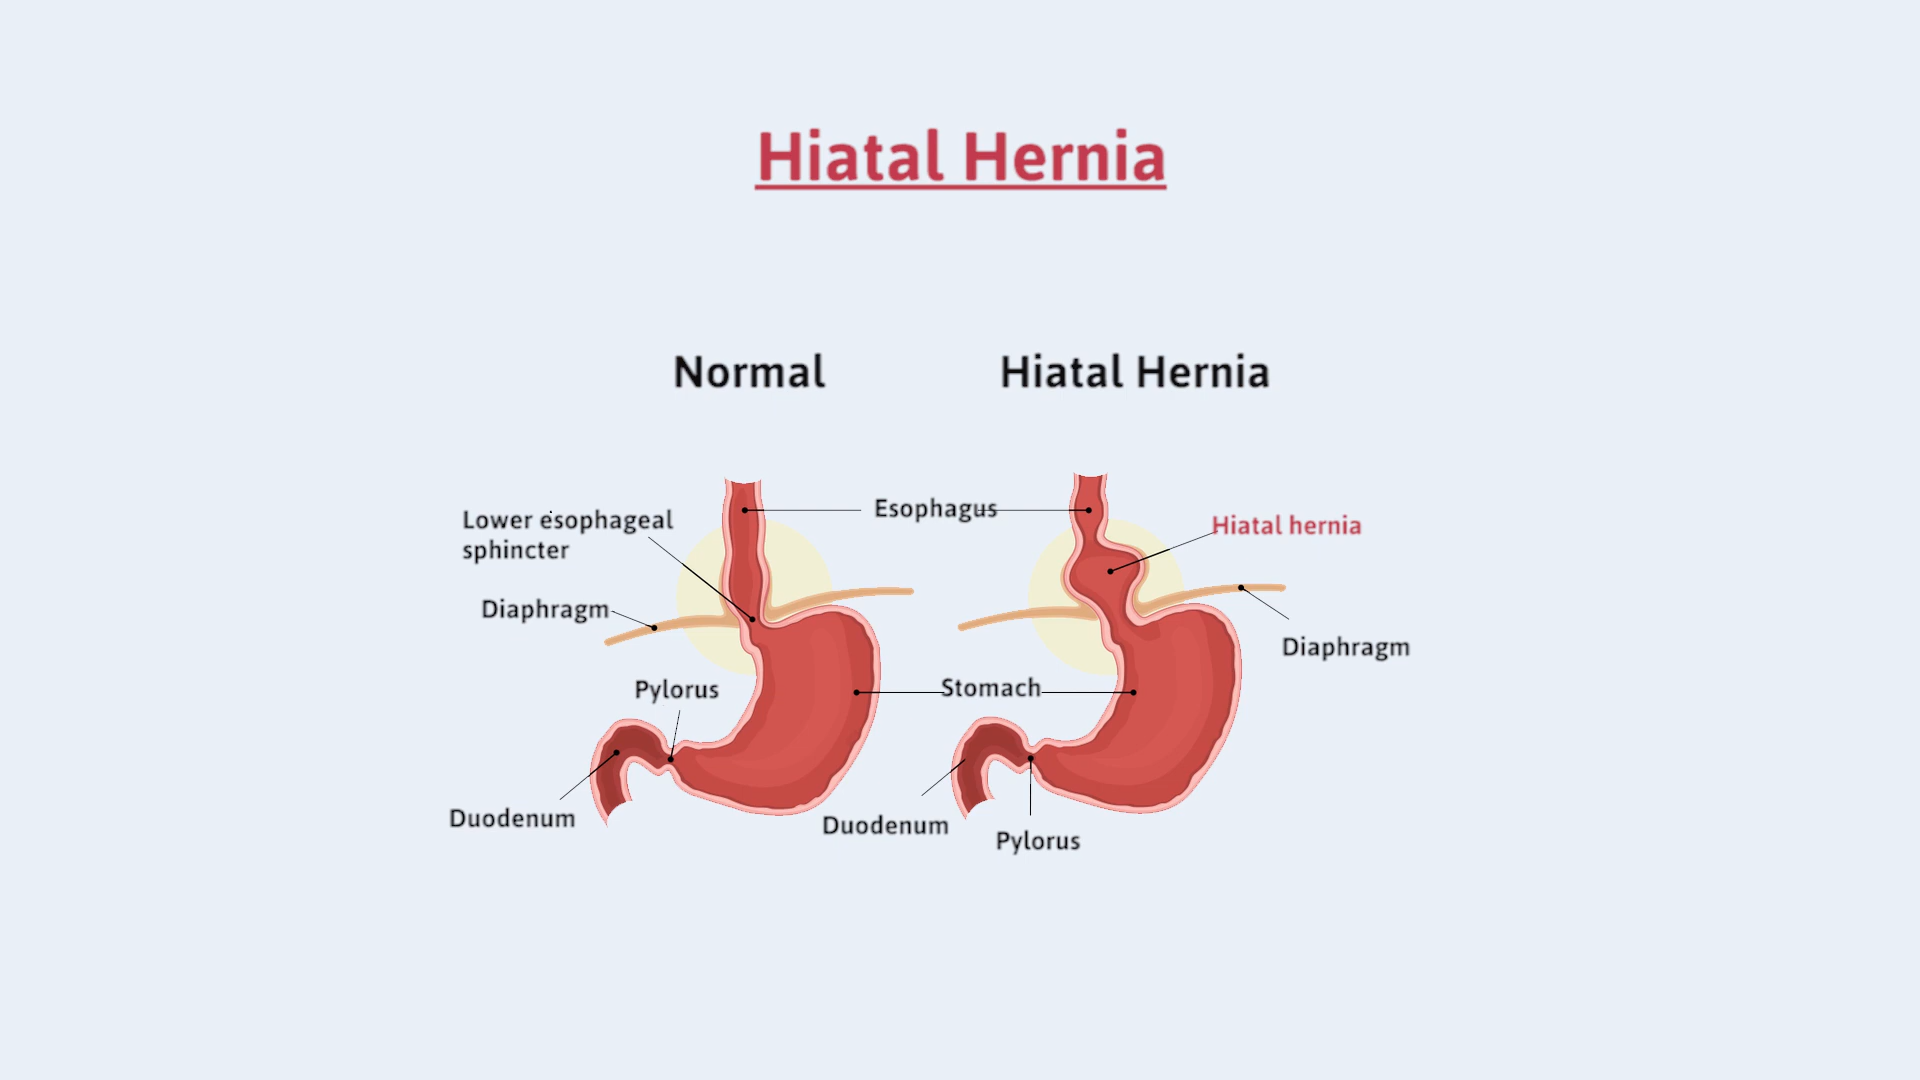 Hiatal Hernia
Normal
Hiatal Hernia
Esophagus
Lower esophageal
sphincter
Hiatal hernia
Diaphragm
Diaphragm
Pylorus
Stomach
Duodenum
Duodenum
Pylorus